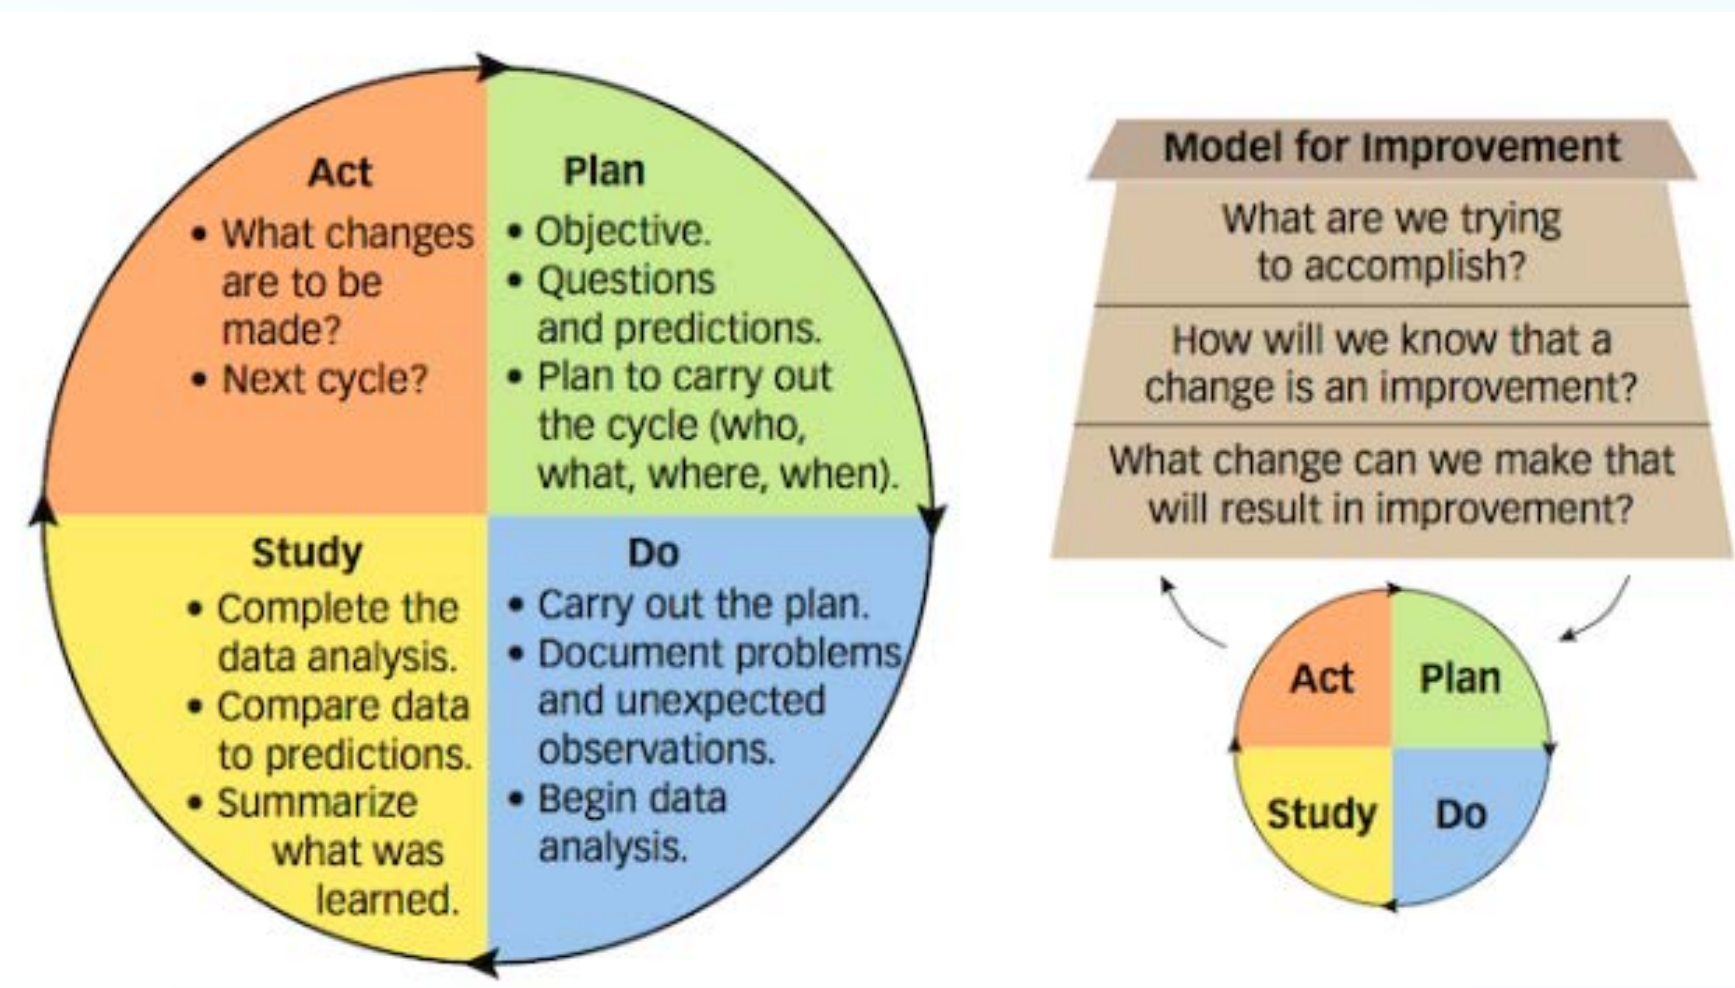 Act
• What changes
are to be
made?
• Next cycle?
Plan
• Objective.
• Questions
and predictions.
• Plan to carry out
the cycle (who,
what, where, when).
Study
• Complete the
data analysis.
• Compare data
to predictions.
• Summarize
what was
learned.
Do
• Carry out the plan.
• Document problems
and unexpected
observations.
• Begin data
analysis.
Model for Improvement
What are we trying
to accomplish?
How will we know that a
change is an improvement?
What change can we make that
will result in improvement?
Act
Plan
Study
Do